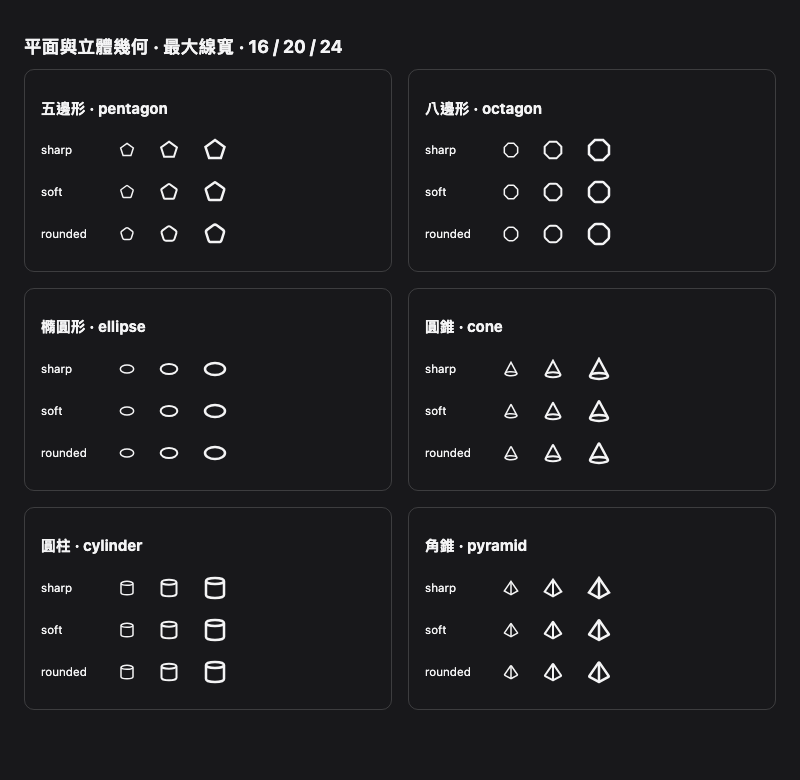 平面與立體幾何 · 最大線寬 · 16 / 20 / 24
五邊形 · pentagon
sharp
soft
rounded
八邊形 · octagon
sharp
soft
rounded
橢圓形 · ellipse
sharp
soft
rounded
圓錐 · cone
sharp
soft
rounded
圓柱 · cylinder
sharp
soft
rounded
角錐 · pyramid
sharp
soft
rounded